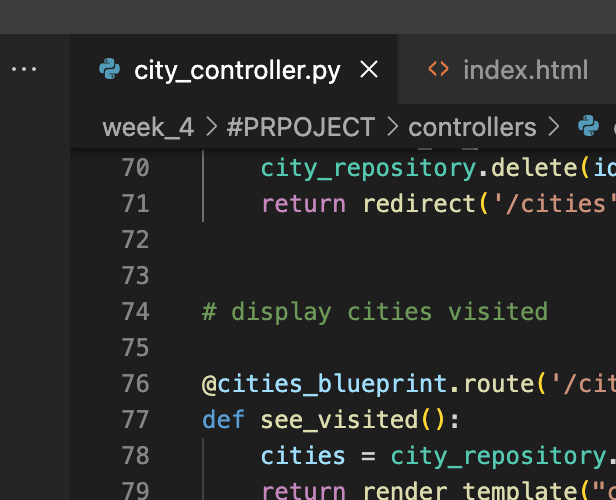 ... city_controller.py × <> index.html
week_4 > #PRPOJECT > controllers >
70 city_repository.delete(id
71 return redirect('/cities'
72
73
74 # display cities visited
75
76 @cities_blueprint.route('/cit
77 def see_visited():
78 cities = city_repository.
79 return render_template("c